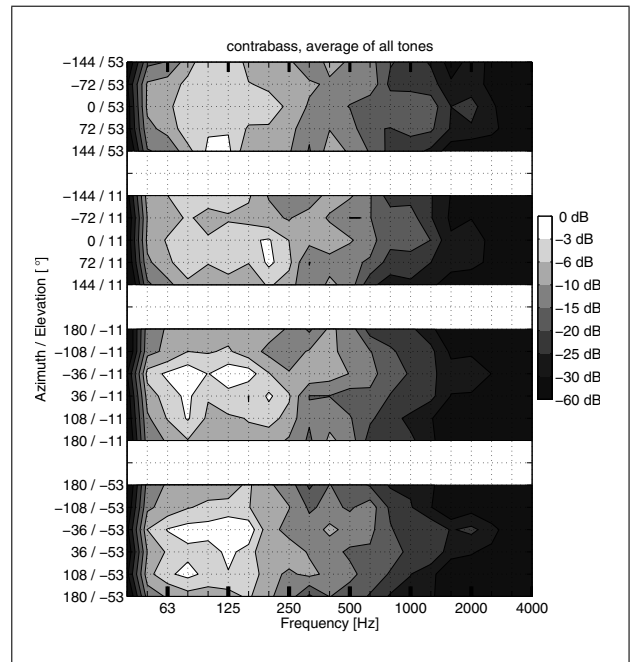 contrabass, average of all tones
−144 / 53
−72 / 53
0 / 53
72 / 53
144 / 53
−144 / 11
−72 / 11
0 / 11
72 / 11
144 / 11
180 / −11
−108 / −11
−36 / −11
36 / −11
108 / −11
180 / −11
180 / −53
−108 / −53
−36 / −53
36 / −53
108 / −53
180 / −53
Azimuth / Elevation [ °]
63 125 250 500 1000 2000 4000
Frequency [Hz]
0 dB
−3 dB
−6 dB
−10 dB
−15 dB
−20 dB
−25 dB
−30 dB
−60 dB